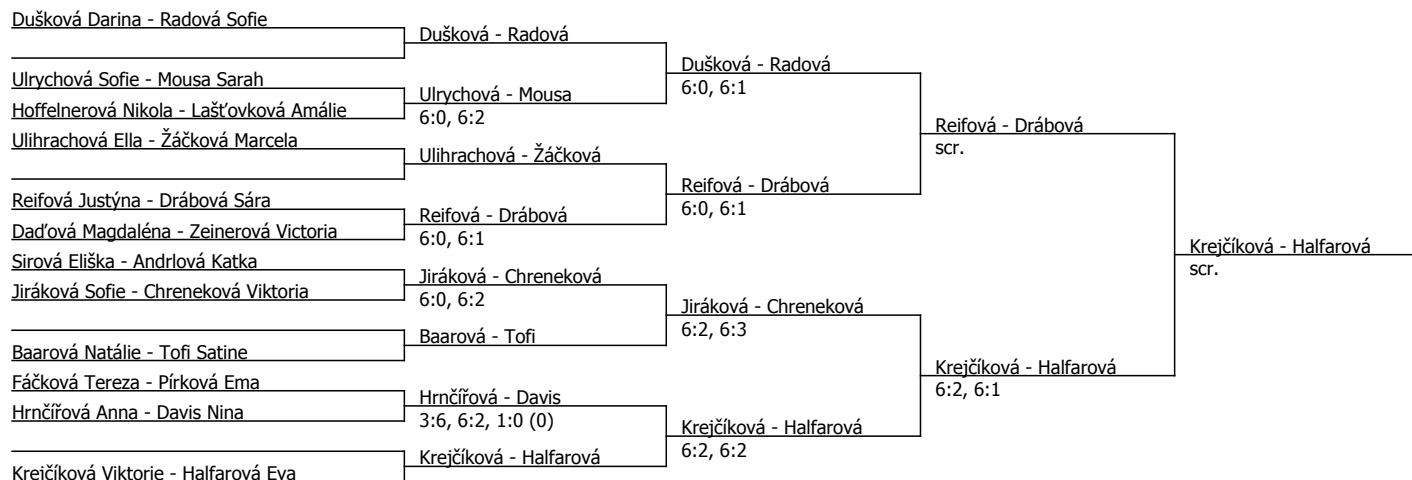 Dušková Darina - Radová Sofie
Ulrychová Sofie - Mousa Sarah
Hoffelnerová Nikola - Lašťovková Amálie
Ulihrachová Ella - Žáčková Marcela
Reifová Justýna - Drábová Sára
Daďová Magdaléna - Zeinerová Victoria
Sirová Eliška - Andrlová Katka
Jiráková Sofie - Chreneková Viktoria
Baarová Natálie - Tofi Satine
Fáčková Tereza - Pírková Ema
Hrnčířová Anna - Davis Nina
Krejčíková Viktorie - Halfarová Eva
Dušková - Radová
Ulrychová - Mousa
6:0, 6:2
Ulihrachová - Žáčková
Reifová - Drábová
6:0, 6:1
Jiráková - Chreneková
6:0, 6:2
Baarová - Tofi
Hrnčířová - Davis
3:6, 6:2, 1:0 (0)
Krejčíková - Halfarová
Dušková - Radová
6:0, 6:1
Reifová - Drábová
6:0, 6:1
Jiráková - Chreneková
6:2, 6:3
Krejčíková - Halfarová
6:2, 6:2
Reifová - Drábová
scr.
Krejčíková - Halfarová
6:2, 6:1
Krejčíková - Halfarová
scr.